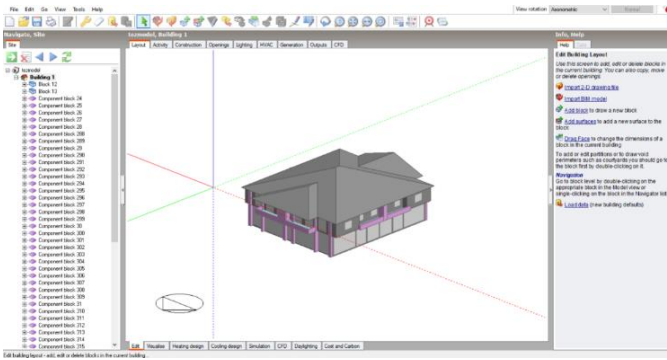 File Edit Go View Tools Help
View rotation Axonometric
Navigate, Site
tozmodel, Building 1
Info, Help
Site
Layout Activity Construction Openings Lighting HVAC Generation Outputs CFD
Help
tozmodel
Building 1
Block 12
Block 13
Component block 24
Component block 25
Component block 26
Component block 27
Component block 28
Component block 288
Component block 289
Component block 29
Component block 290
Component block 291
Component block 292
Component block 293
Component block 294
Component block 295
Component block 296
Component block 297
Component block 298
Component block 299
Component block 30
Component block 300
Component block 301
Component block 302
Component block 303
Component block 304
Component block 305
Component block 306
Component block 307
Component block 308
Component block 309
Component block 31
Component block 310
Component block 311
Component block 312
Component block 313
Component block 314
Component block 315
Edit Building Layout
Use this screen to add, edit or delete blocks in
the current building. You can also copy, move
or delete openings.
Import 2-D drawing file
Import BIM model
Add block to draw a new block
Add surfaces to add a new surface to the
block
Drag Face to change the dimensions of a
block in the current building
To add or edit partitions or to draw void
perimeters such as courtyards you should go to
the block first by double-clicking on it.
Navigator
Go to block level by double-clicking on the
appropriate block in the Model view or
single-clicking on the block in the Navigator list
Load data (new building defaults)
Edit Visualise Heating design Cooling design Simulation CFD Daylighting Cost and Carbon
Edit building layout - add, edit or delete blocks in the current building...